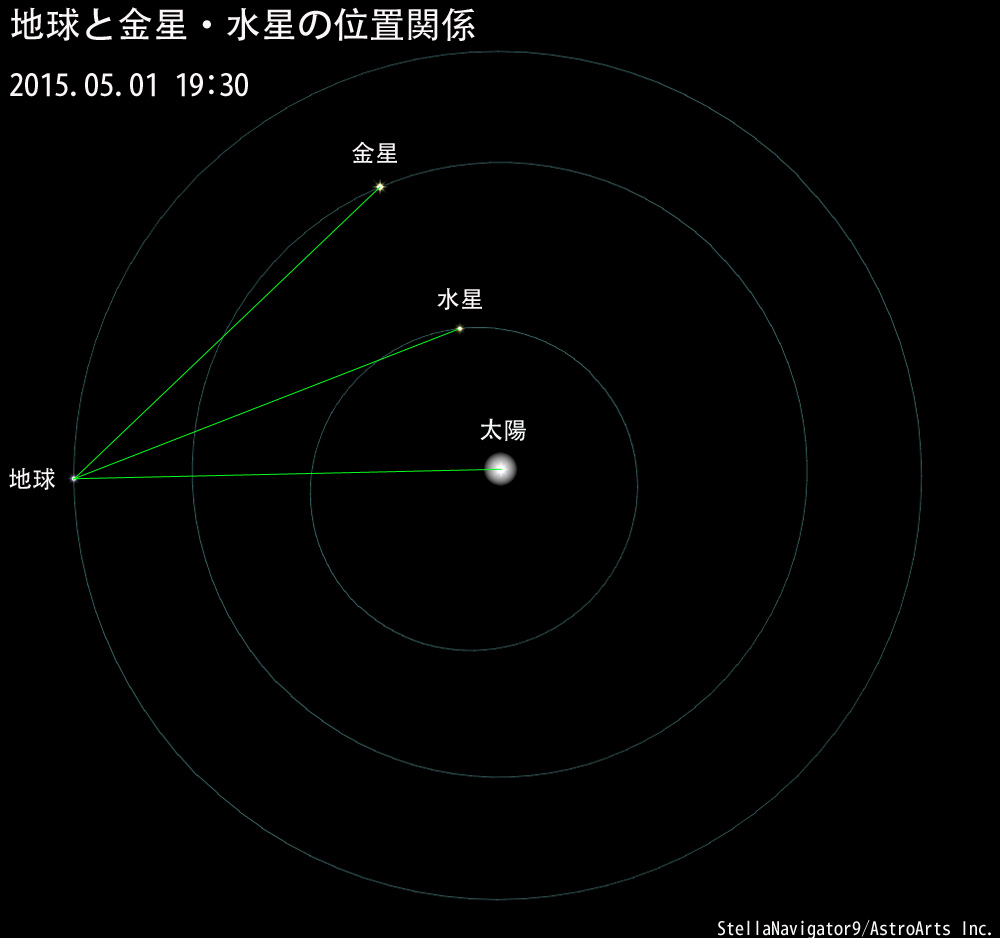 地球と金星・水星の位置関係
2015.05.01 19:30
金星
水星
太陽
地球
StellaNavigator9/AstroArts Inc.